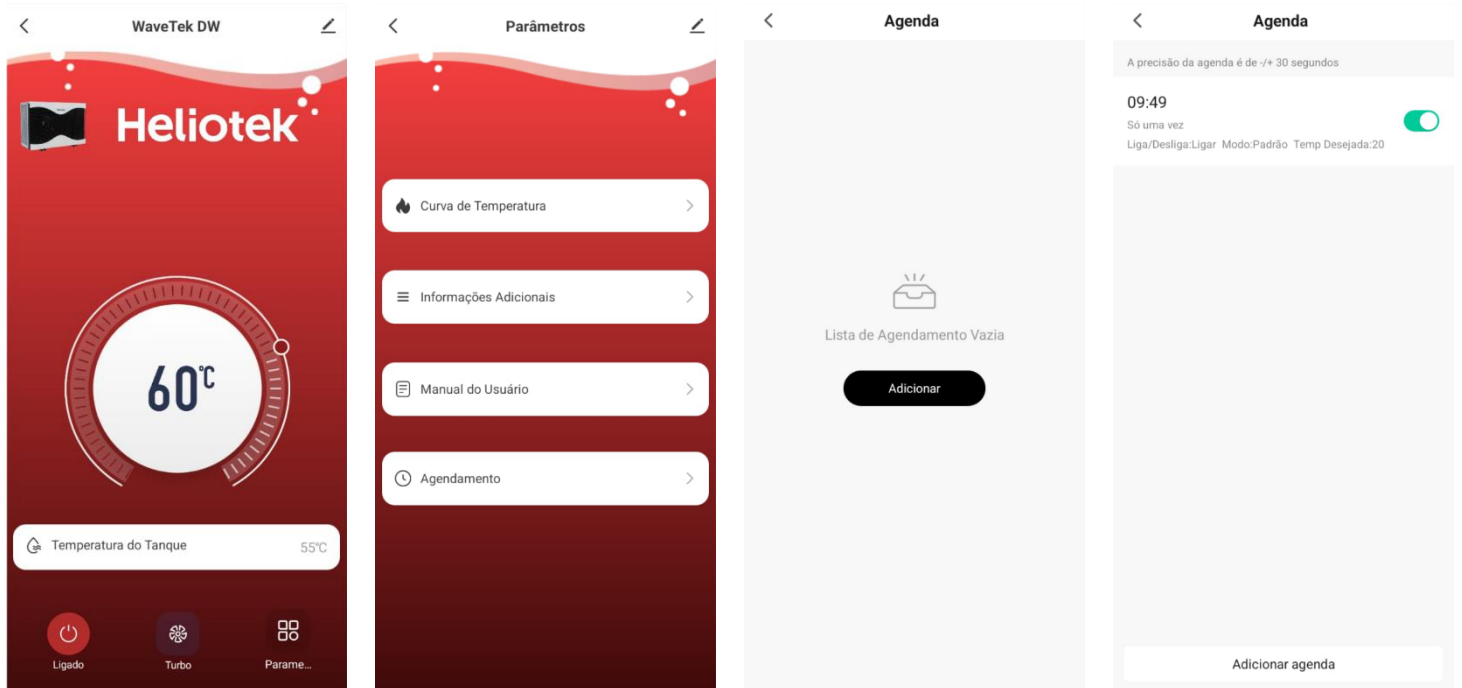 WaveTek DW
Heliotek
60°C
Temperatura do Tanque 55°C
Ligado Turbo Parame...
Parâmetros
Curva de Temperatura
Informações Adicionais
Manual do Usuário
Agendamento
Agenda
Lista de Agendamento Vazia
Adicionar
Agenda
A precisão da agenda é de -/+ 30 segundos
09:49
Só uma vez
Liga/Desliga:Ligar Modo:Padrão Temp Desejada:20
Adicionar agenda